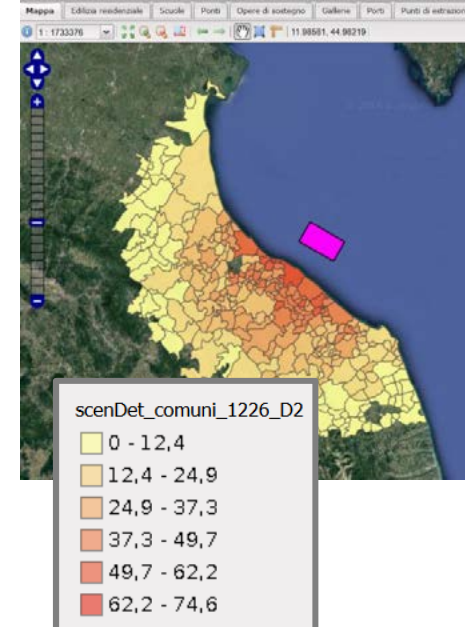 Mappa Edilizia residenziale Scuole Ponti Opere di sostegno Gallerie Porti Punti di estrazion
1 : 1733376 11.98581, 44.98219
scenDet_comuni_1226_D2
0 - 12,4
12,4 - 24,9
24,9 - 37,3
37,3 - 49,7
49,7 - 62,2
62,2 - 74,6